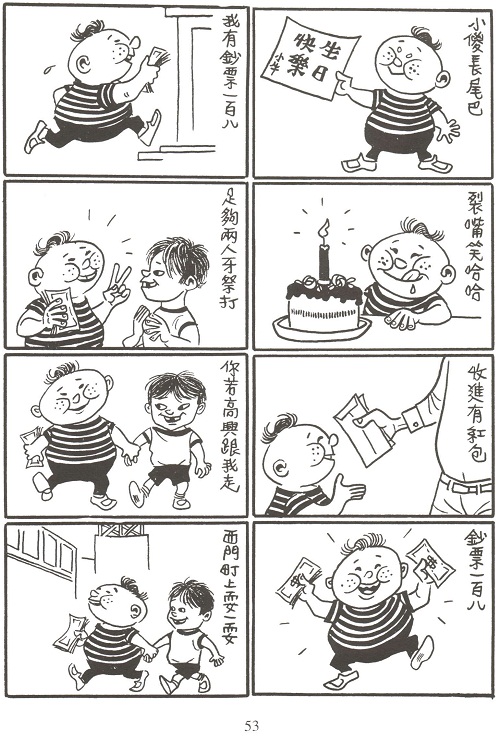 小傻長尾巴
生日
快樂
裂嘴笑哈哈
收進有紅包
鈔票一百八
我有鈔票一百八
足夠兩人牙祭打
你若高興跟我走
西門町上耍一耍
53